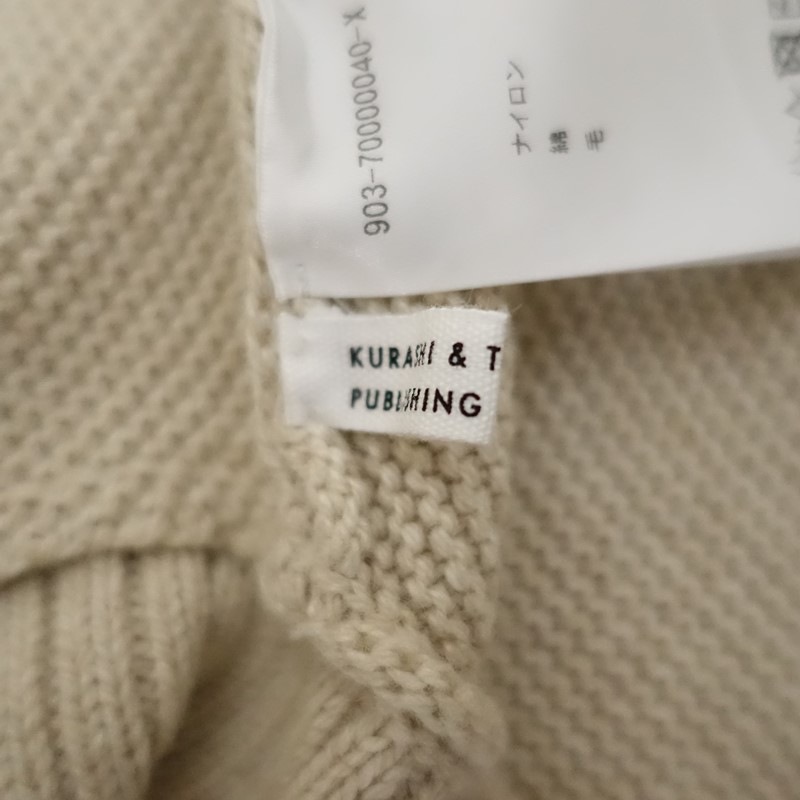 903-70000040-X
ナイロン
綿
毛
KURASHI & T
PUBLISHING